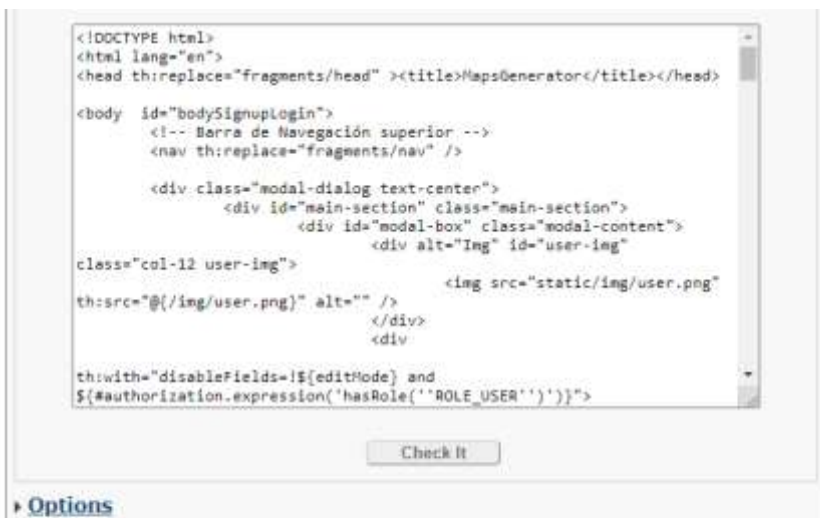 <!DOCTYPE html>
<html lang="en">
<head th:replace="fragments/head" ><title>MapsGenerator</title></head>
<body  id="bodySignupLogin">
<!-- Barra de Navegación superior -->
<nav th:replace="fragments/nav" />
<div class="modal-dialog text-center">
<div id="main-section" class="main-section">
<div id="modal-box" class="modal-content">
<div alt="Img" id="user-img"
class="col-12 user-img">
<img src="static/img/user.png"
th:src="@{/img/user.png}" alt="" />
</div>
<div
th:with="disableFields=!${editMode} and
${#authorization.expression('hasRole(''ROLE_USER'')')}">
Check It
Options